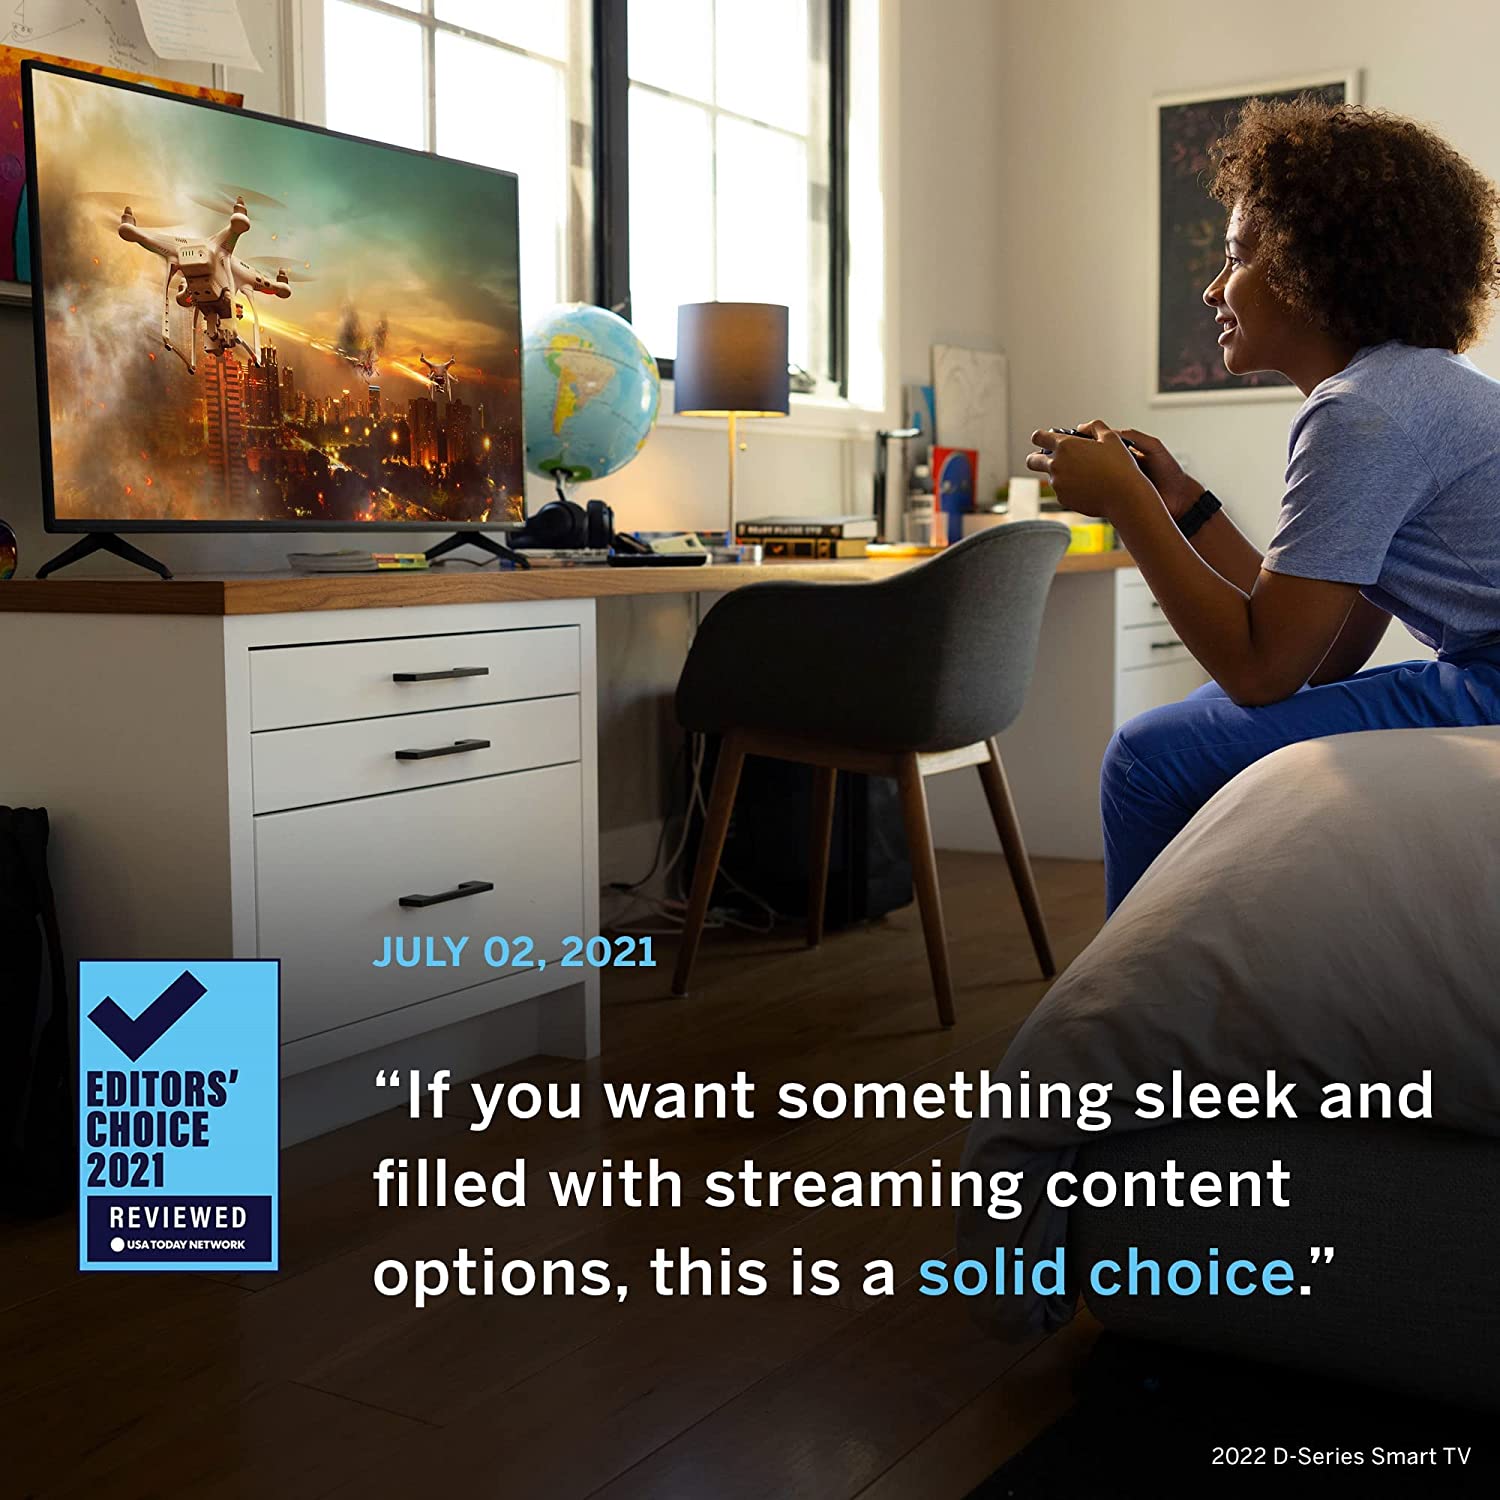 JULY 02, 2021
EDITORS'
CHOICE
2021
REVIEWED
USA TODAY NETWORK
“If you want something sleek and
filled with streaming content
options, this is a solid choice.”
2022 D-Series Smart TV